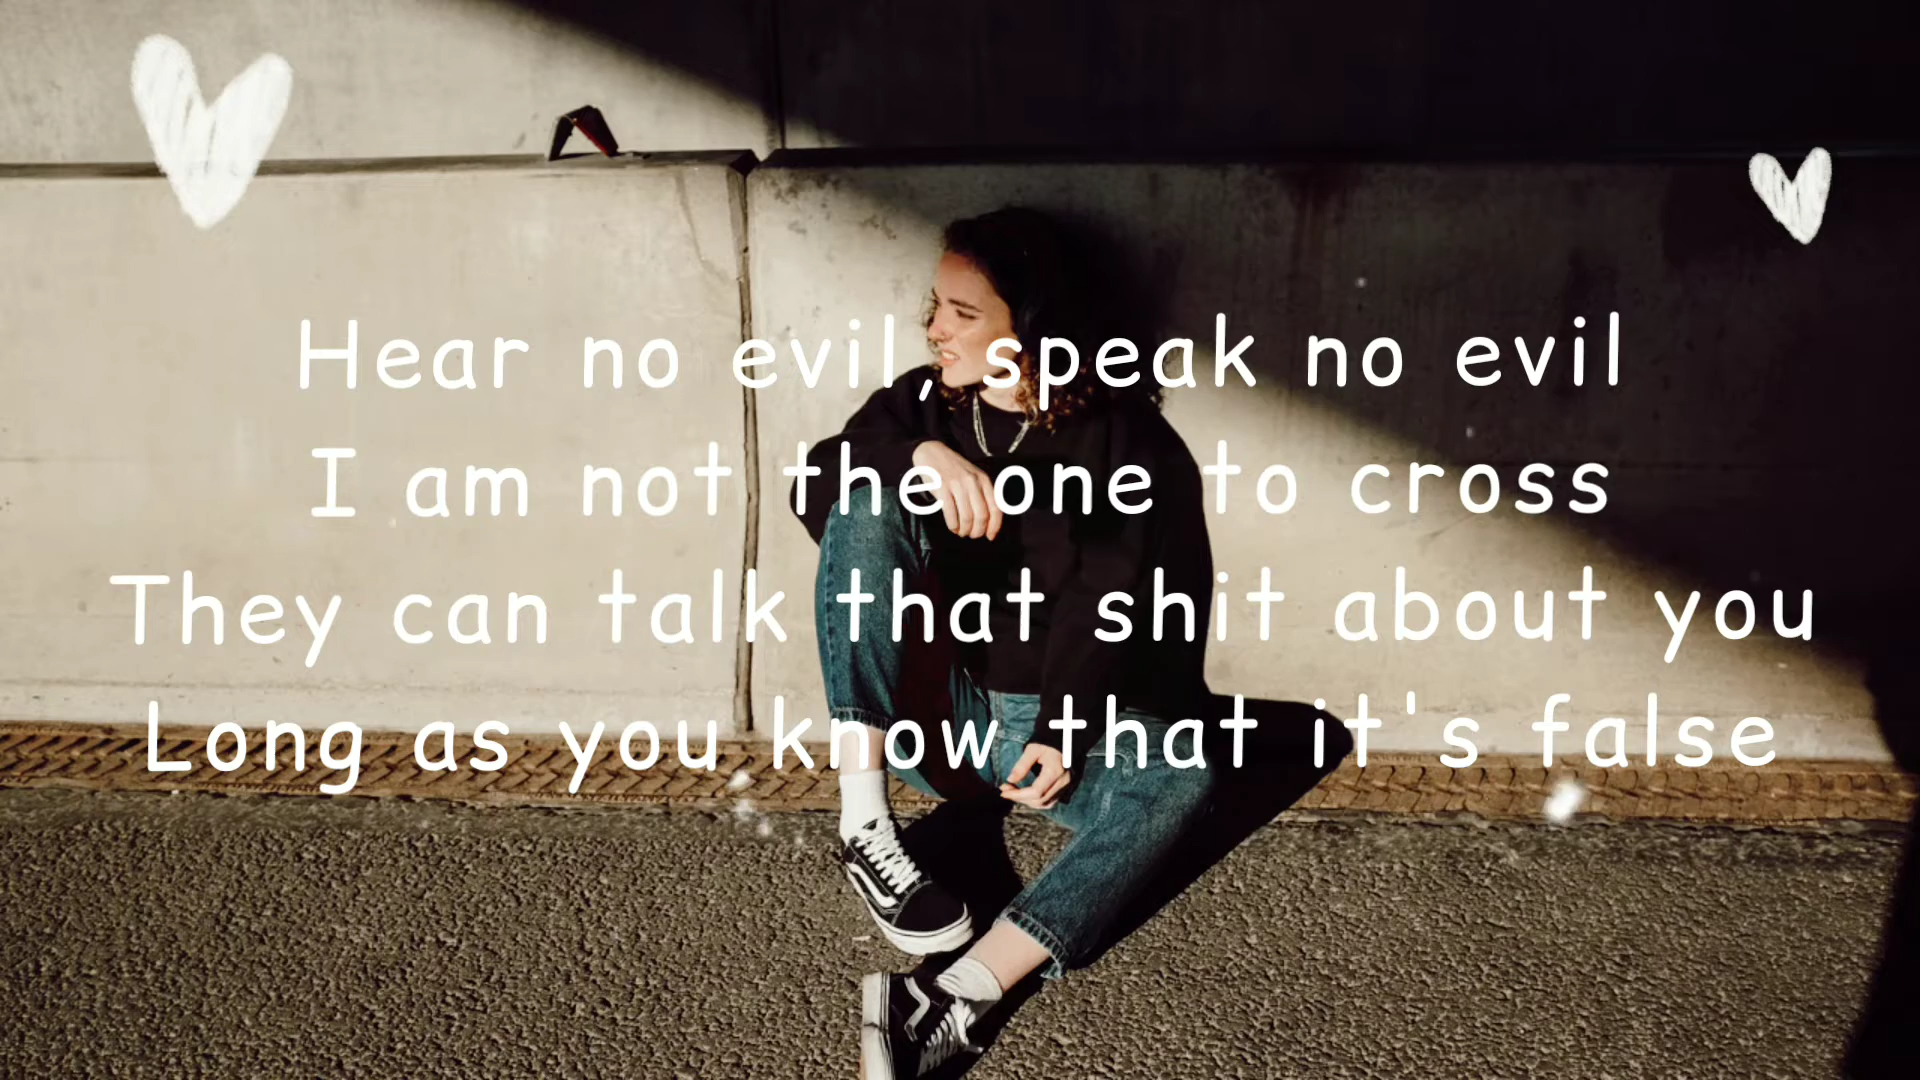 Hear no evil, speak no evil
I am not the one to cross
They can talk that shit about you
Long as you know that it's false